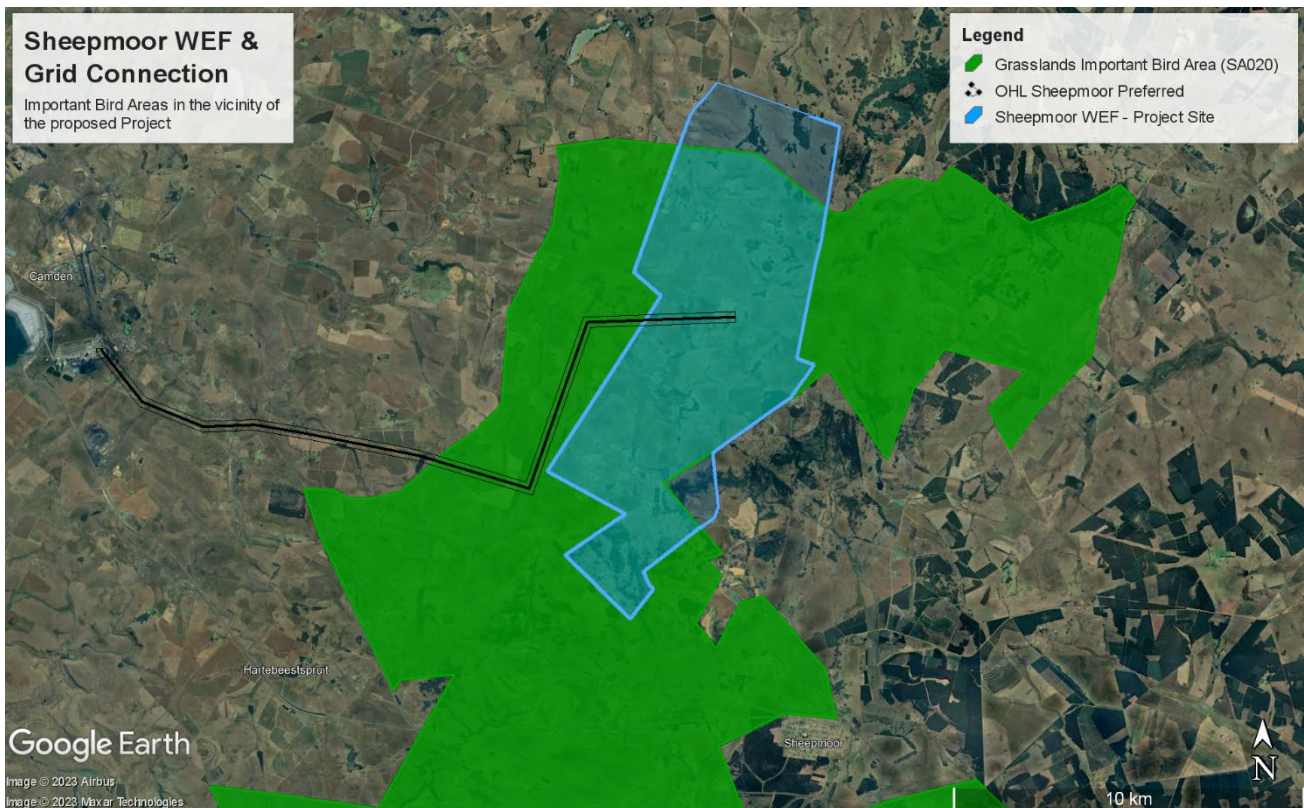 Sheepmoor WEF &
Grid Connection
Important Bird Areas in the vicinity of
the proposed Project
Legend
Grasslands Important Bird Area (SA020)
OHL Sheepmoor Preferred
Sheepmoor WEF - Project Site
Camden
Hartebeestspruit
Sheepmoor
Google Earth
Image © 2023 Airbus
Image © 2023 Maxar Technologies
N
10 km